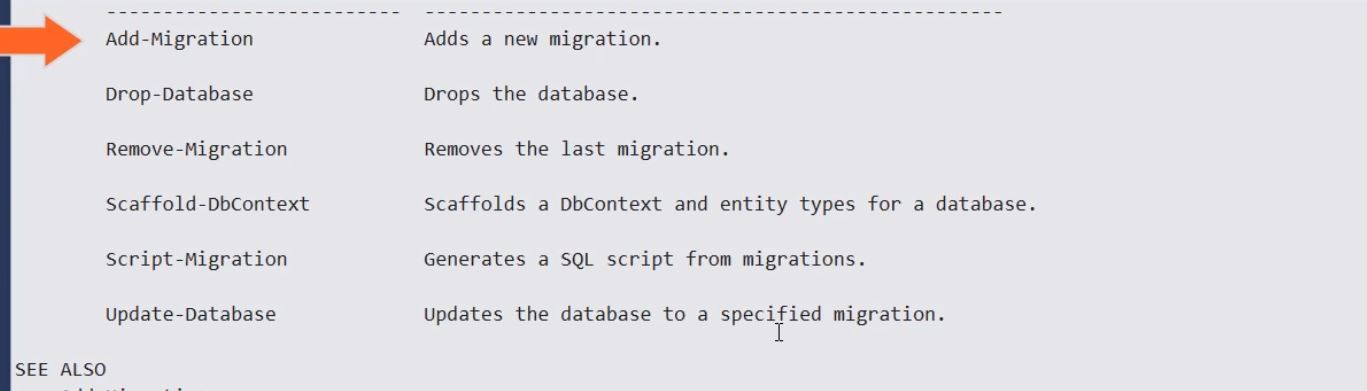 -------------------------- ---------------------------------------------------
Add-Migration Adds a new migration.
Drop-Database Drops the database.
Remove-Migration Removes the last migration.
Scaffold-DbContext Scaffolds a DbContext and entity types for a database.
Script-Migration Generates a SQL script from migrations.
Update-Database Updates the database to a specified migration.
SEE ALSO